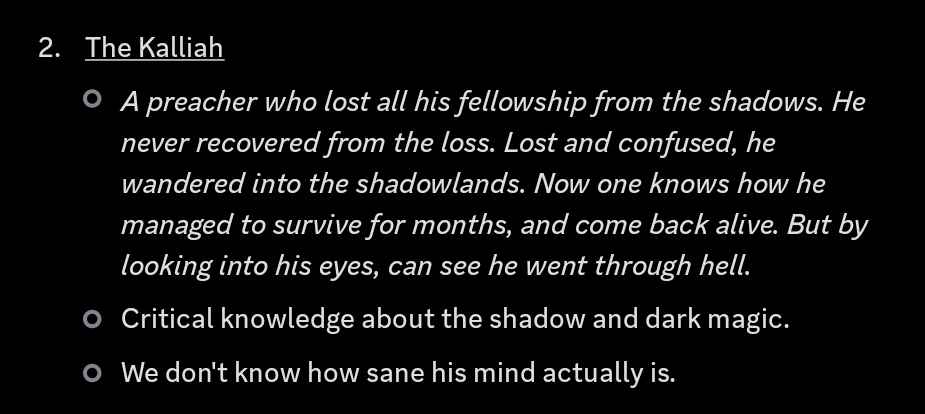 2. The Kalliah
A preacher who lost all his fellowship from the shadows. He
never recovered from the loss. Lost and confused, he
wandered into the shadowlands. Now one knows how he
managed to survive for months, and come back alive. But by
looking into his eyes, can see he went through hell.
Critical knowledge about the shadow and dark magic.
We don't know how sane his mind actually is.